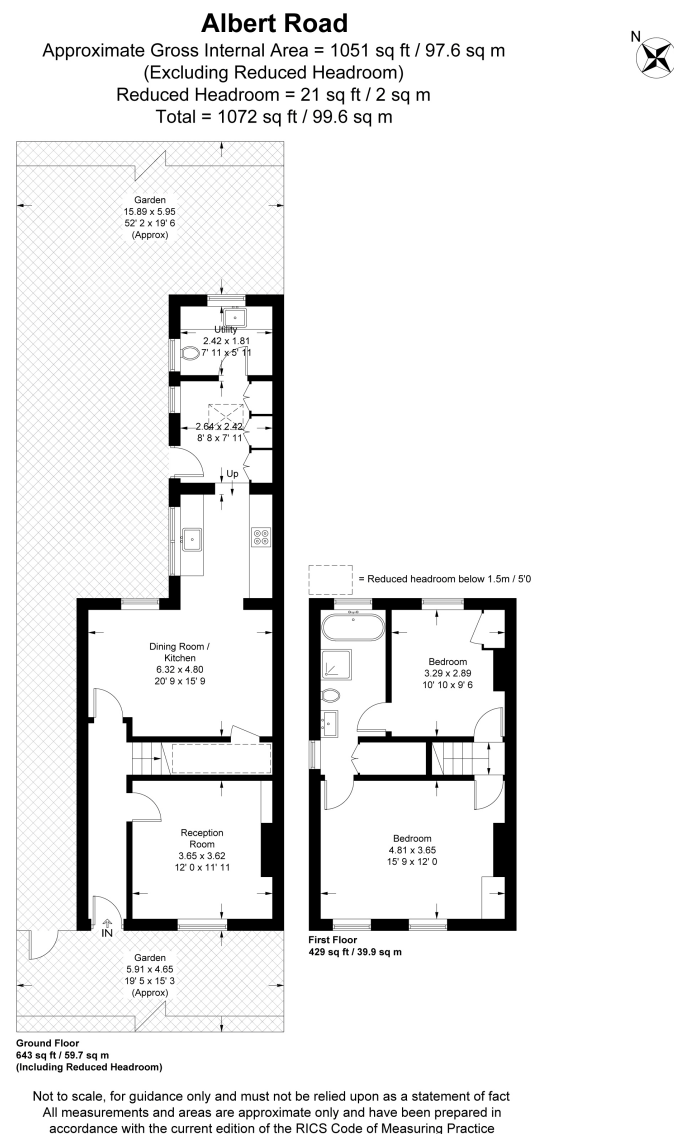 Albert Road
Approximate Gross Internal Area = 1051 sq ft / 97.6 sq m
(Excluding Reduced Headroom)
Reduced Headroom = 21 sq ft / 2 sq m
Total = 1072 sq ft / 99.6 sq m
N
Garden
15.89 x 5.95
52' 2 x 19' 6
(Approx)
Utility
2.42 x 1.81
7' 11 x 5' 11
2.64 x 2.42
8' 8 x 7' 11
Up
= Reduced headroom below 1.5m / 5'0
Dining Room /
Kitchen
6.32 x 4.80
20' 9 x 15' 9
Bedroom
3.29 x 2.89
10' 10 x 9' 6
Reception
Room
3.65 x 3.62
12' 0 x 11' 11
Bedroom
4.81 x 3.65
15' 9 x 12' 0
IN
First Floor
429 sq ft / 39.9 sq m
Garden
5.91 x 4.65
19' 5 x 15' 3
(Approx)
Ground Floor
643 sq ft / 59.7 sq m
(Including Reduced Headroom)
Not to scale, for guidance only and must not be relied upon as a statement of fact
All measurements and areas are approximate only and have been prepared in
accordance with the current edition of the RICS Code of Measuring Practice